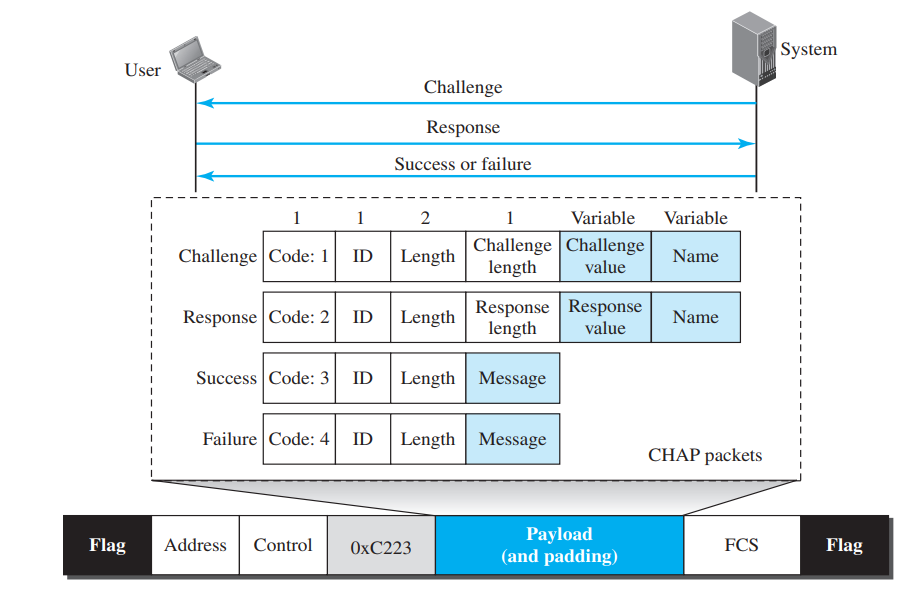 User
System
Challenge
Response
Success or failure
1 1 2 1 Variable Variable
Challenge Code: 1 ID Length Challenge length Challenge value Name
Response Code: 2 ID Length Response length Response value Name
Success Code: 3 ID Length Message
Failure Code: 4 ID Length Message
CHAP packets
Flag Address Control 0xC223 Payload (and padding) FCS Flag